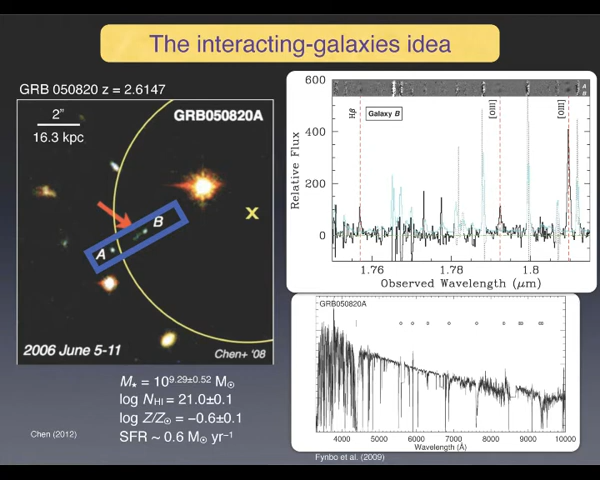 The interacting-galaxies idea
GRB 050820 z = 2.6147
2"
16.3 kpc
GRB050820A
X
B
A
2006 June 5-11
Chen+ '08
M⋆ = 10^9.29±0.52 M⊙
log N_HI = 21.0±0.1
log Z/Z⊙ = −0.6±0.1
SFR ~ 0.6 M⊙ yr⁻¹
Chen (2012)
600
400
200
0
Relative Flux
A
B
Hβ
Galaxy B
[OIII]
[OIII]
1.76
1.78
1.8
Observed Wavelength (μm)
GRB050820A
4000
5000
6000
7000
8000
9000
10000
Wavelength (Å)
Fynbo et al. (2009)